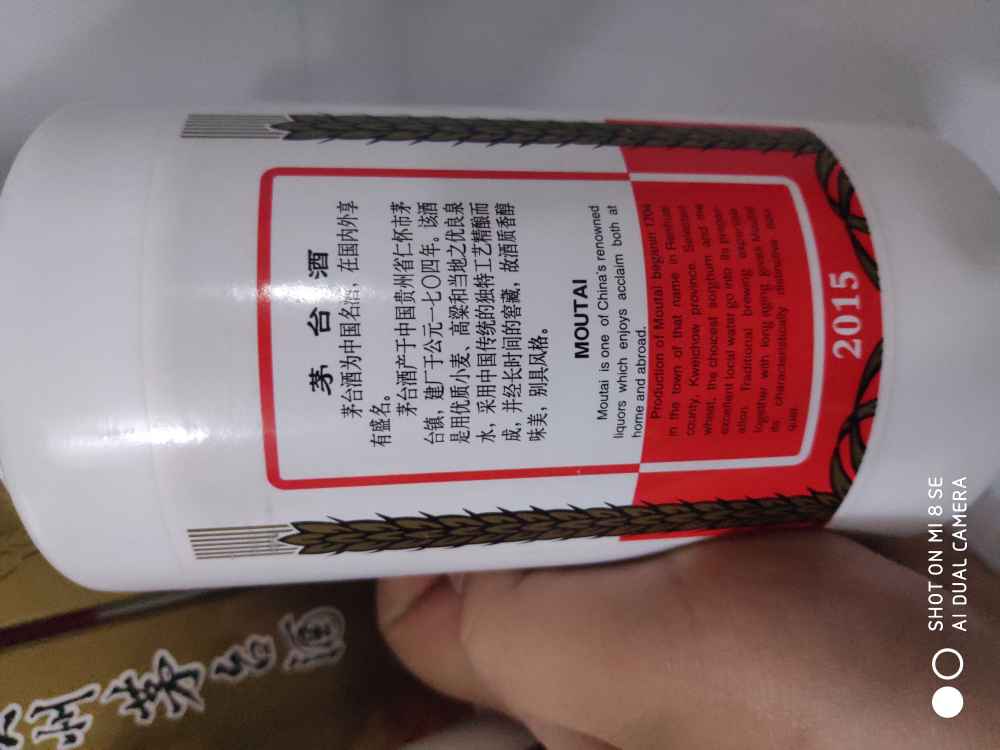 茅台酒
茅台酒为中国名酒，在国内外享
有盛名。
茅台酒产于中国贵州省仁怀市茅
台镇，建厂于公元一七〇四年。该酒
是用优质小麦、高粱和当地之优良泉
水，采用中国传统的独特工艺精酿而
成，并经长时间的窖藏，故酒质香醇
味美，别具风格。
MOUTAI
Moutai is one of China's renowned
liquors which enjoys acclaim both at
home and abroad.
Production of Moutai began in 1704
in the town of that name in Renhuai
county, Kweichow province. Selected
wheat, the choicest sorghum and the
excellent local water go into its prepar-
ation. Traditional brewing expertise
together with long aging gives Moutai
its characteristically distinctive bou
quet.
2015
州茅台酒
SHOT ON MI 8 SE
AI DUAL CAMERA